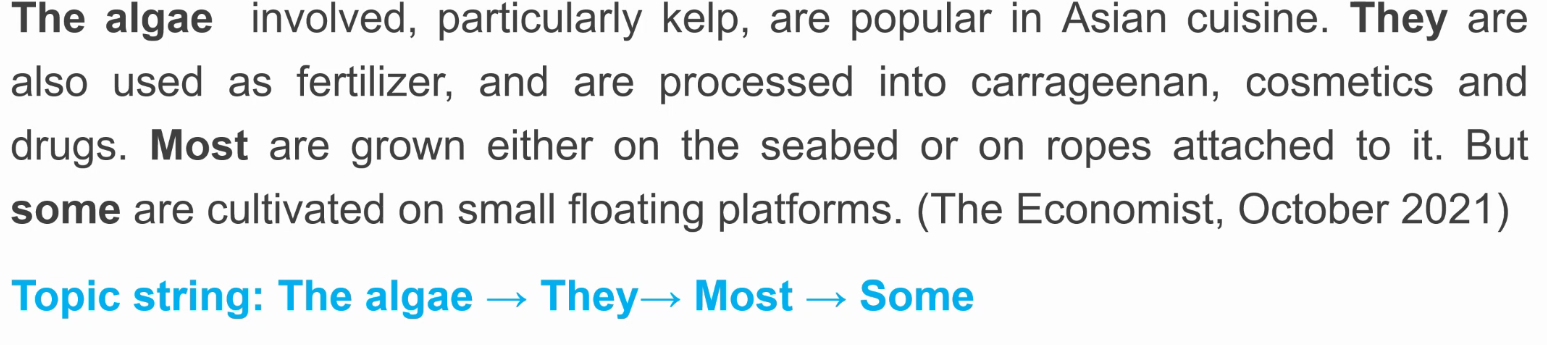 The algae involved, particularly kelp, are popular in Asian cuisine. They are
also used as fertilizer, and are processed into carrageenan, cosmetics and
drugs. Most are grown either on the seabed or on ropes attached to it. But
some are cultivated on small floating platforms. (The Economist, October 2021)
Topic string: The algae → They→ Most → Some